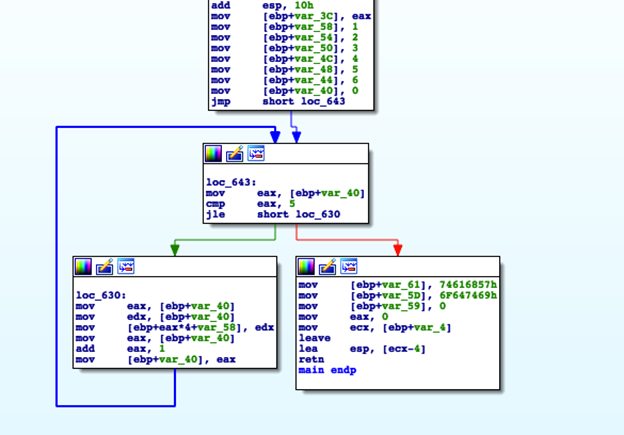 add esp, 10h
mov [ebp+var_3C], eax
mov [ebp+var_58], 1
mov [ebp+var_54], 2
mov [ebp+var_50], 3
mov [ebp+var_4C], 4
mov [ebp+var_48], 5
mov [ebp+var_44], 6
mov [ebp+var_40], 0
jmp short loc_643
loc_643:
mov eax, [ebp+var_40]
cmp eax, 5
jle short loc_630
loc_630:
mov eax, [ebp+var_40]
mov edx, [ebp+var_40]
mov [ebp+eax*4+var_58], edx
mov eax, [ebp+var_40]
add eax, 1
mov [ebp+var_40], eax
mov [ebp+var_61], 74616857h
mov [ebp+var_5D], 6F647469h
mov [ebp+var_59], 0
mov eax, 0
mov ecx, [ebp+var_4]
leave
lea esp, [ecx-4]
retn
main endp